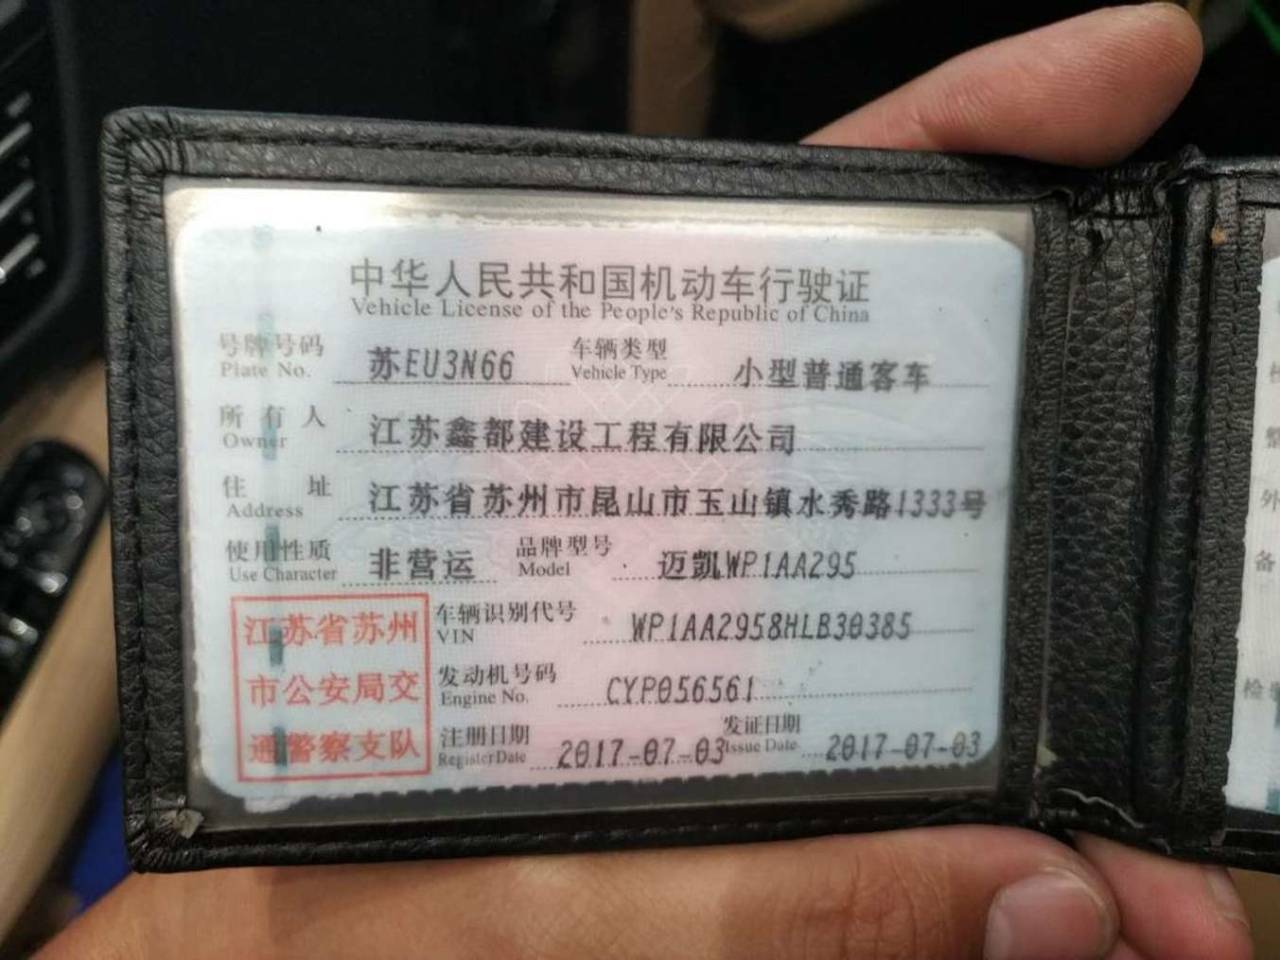 中华人民共和国机动车行驶证
Vehicle License of the People's Republic of China
号牌号码 苏EU3N66 车辆类型 小型普通客车
Plate No. Vehicle Type
所有人 江苏鑫都建设工程有限公司
Owner
住址 江苏省苏州市昆山市玉山镇水秀路1333号
Address
使用性质 非营运 品牌型号 迈凯WP1AA295
Use Character Model
江苏省苏州
市公安局交
通警察支队
车辆识别代号 WP1AA2958HLB30385
VIN
发动机号码 CYP056561
Engine No.
注册日期 2017-07-03 发证日期 2017-07-03
Register Date Issue Date
整
外
备
检验